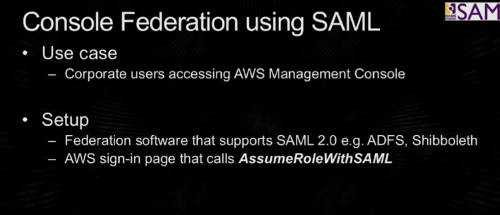 Console Federation using SAML
SAM
• Use case
– Corporate users accessing AWS Management Console
• Setup
– Federation software that supports SAML 2.0 e.g. ADFS, Shibboleth
– AWS sign-in page that calls AssumeRoleWithSAML